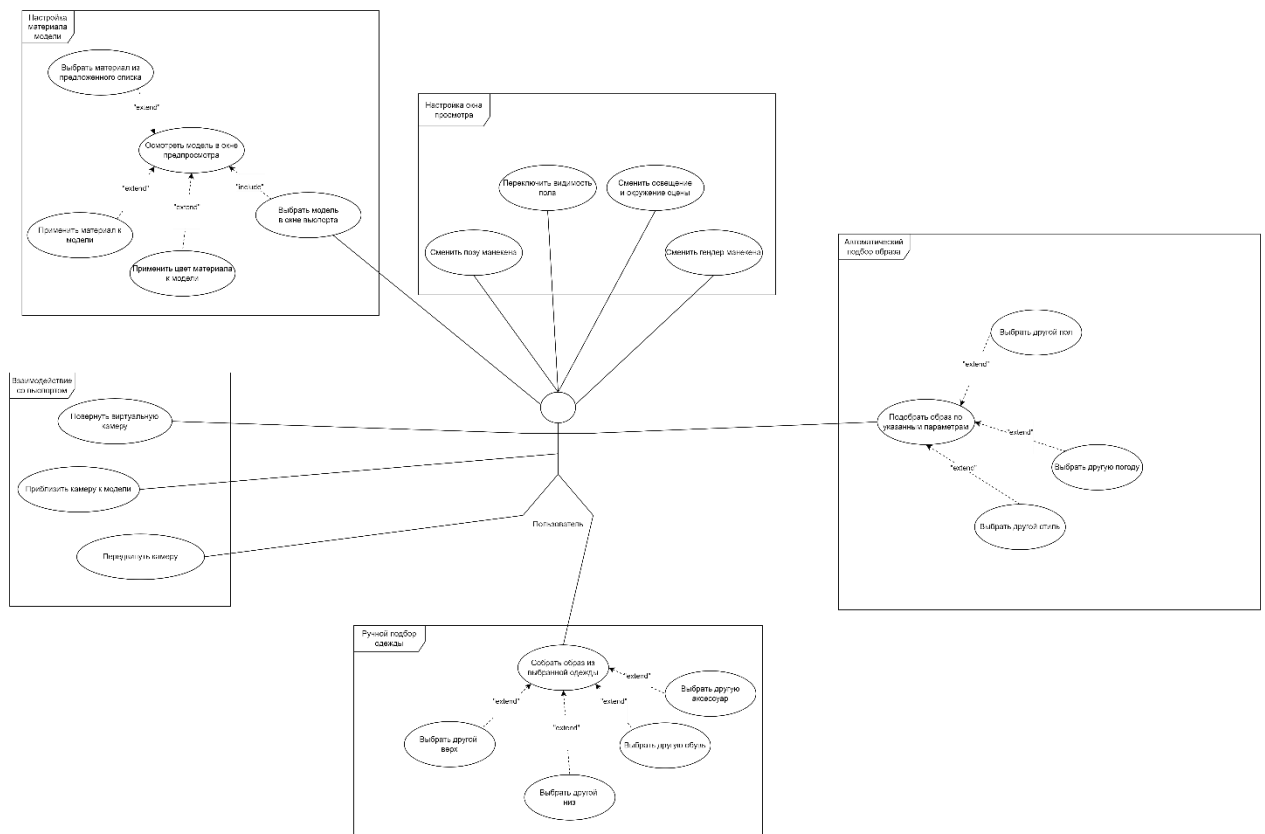 Настройка
материала
модели
Выбрать материал из
предложенного списка
"extend"
Осмотреть модель в окне
предпросмотра
"extend"
"extend"
"include"
Применить материал к
модели
Применить цвет материала
к модели
Выбрать модель
в окне вьюпорта
Настройка окна
просмотра
Переключить видимость
пола
Сменить освещение
и окружение сцены
Сменить позу манекена
Сменить гендер манекена
Автоматический
подбор образа
Выбрать другой пол
"extend"
Подобрать образ по
указанным параметрам
"extend"
"extend"
Выбрать другую погоду
Выбрать другой стиль
Взаимодействие
со вьюпортом
Повернуть виртуальную
камеру
Приблизить камеру к модели
Передвинуть камеру
Пользователь
Ручной подбор
одежды
Собрать образ из
выбранной одежды
"extend"
"extend"
"extend"
"extend"
Выбрать другую
аксессуар
Выбрать другой
верх
Выбрать другую обувь
Выбрать другой
низ